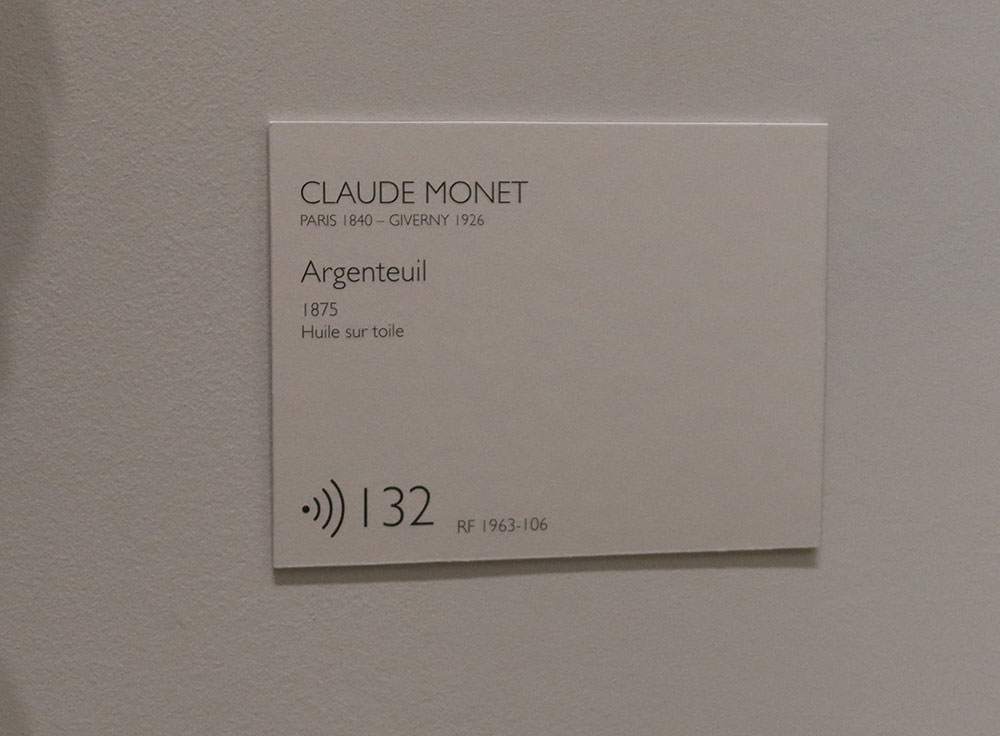 CLAUDE MONET
PARIS 1840 – GIVERNY 1926
Argenteuil
1875
Huile sur toile
132 RF 1963-106